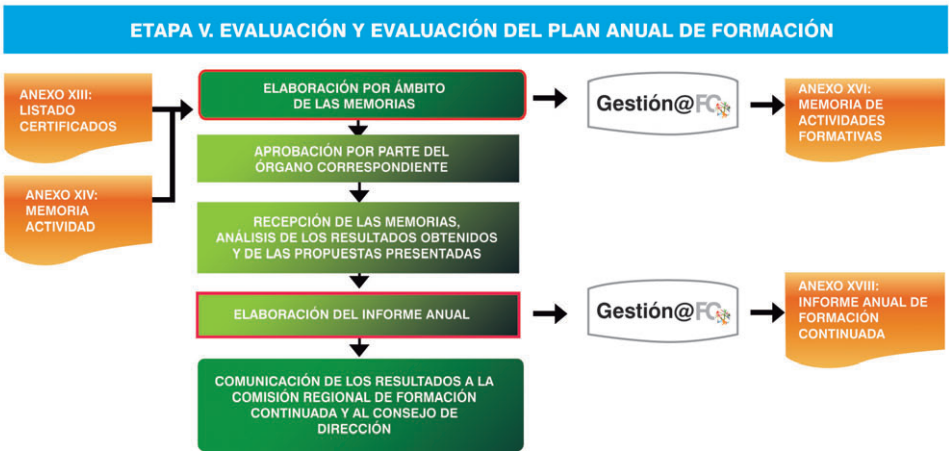 ETAPA V. EVALUACIÓN Y EVALUACIÓN DEL PLAN ANUAL DE FORMACIÓN
ANEXO XIII:
LISTADO
CERTIFICADOS
ELABORACIÓN POR ÁMBITO
DE LAS MEMORIAS
Gestión@FC
ANEXO XVI:
MEMORIA DE
ACTIVIDADES
FORMATIVAS
APROBACIÓN POR PARTE DEL
ÓRGANO CORRESPONDIENTE
ANEXO XIV:
MEMORIA
ACTIVIDAD
RECEPCIÓN DE LAS MEMORIAS,
ANÁLISIS DE LOS RESULTADOS OBTENIDOS
Y DE LAS PROPUESTAS PRESENTADAS
ELABORACIÓN DEL INFORME ANUAL
Gestión@FC
ANEXO XVIII:
INFORME ANUAL DE
FORMACIÓN
CONTINUADA
COMUNICACIÓN DE LOS RESULTADOS A LA
COMISIÓN REGIONAL DE FORMACIÓN
CONTINUADA Y AL CONSEJO DE
DIRECCIÓN